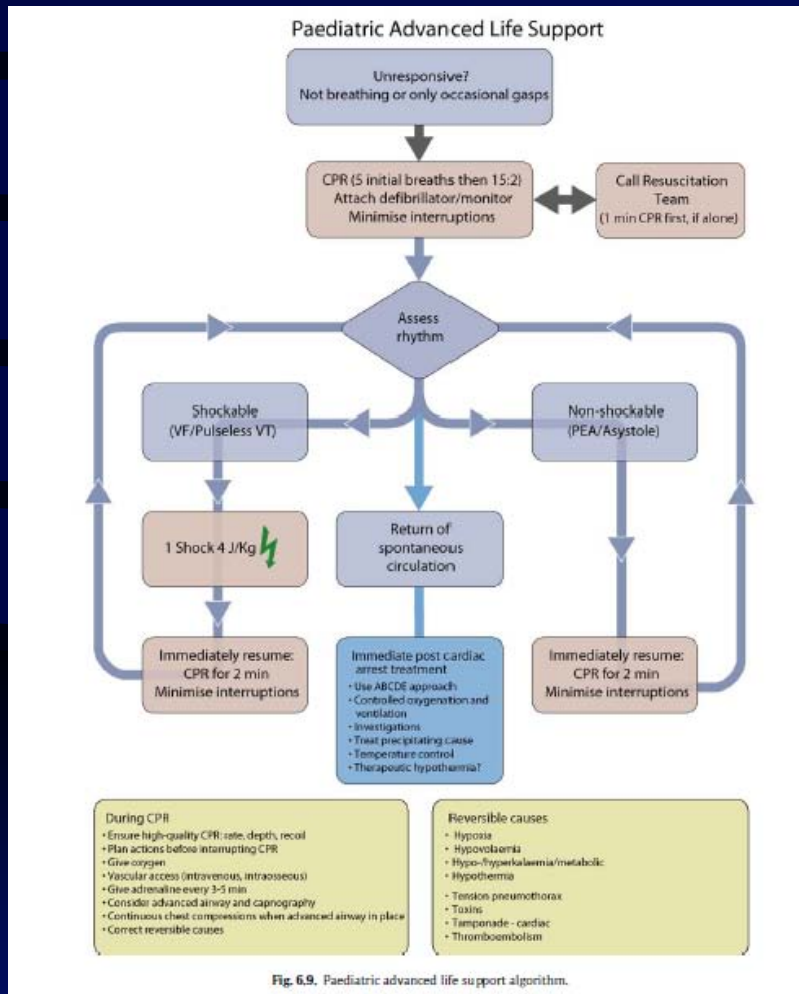 Paediatric Advanced Life Support
Unresponsive?
Not breathing or only occasional gasps
CPR (5 initial breaths then 15:2)
Attach defibrillator/monitor
Minimise interruptions
Call Resuscitation
Team
(1 min CPR first, if alone)
Assess
rhythm
Shockable
(VF/Pulseless VT)
Non-shockable
(PEA/Asystole)
1 Shock 4 J/Kg
Return of
spontaneous
circulation
Immediately resume:
CPR for 2 min
Minimise interruptions
Immediate post cardiac
arrest treatment
• Use ABCDE approach
• Controlled oxygenation and
ventilation
• Investigations
• Treat precipitating cause
• Temperature control
• Therapeutic hypothermia?
Immediately resume:
CPR for 2 min
Minimise interruptions
During CPR
• Ensure high-quality CPR: rate, depth, recoil
• Plan actions before interrupting CPR
• Give oxygen
• Vascular access (intravenous, intraosseous)
• Give adrenaline every 3-5 min
• Consider advanced airway and capnography
• Continuous chest compressions when advanced airway in place
• Correct reversible causes
Reversible causes
• Hypoxia
• Hypovolaemia
• Hypo-/hyperkalaemia/metabolic
• Hypothermia
• Tension pneumothorax
• Toxins
• Tamponade - cardiac
• Thromboembolism
Fig. 6.9. Paediatric advanced life support algorithm.